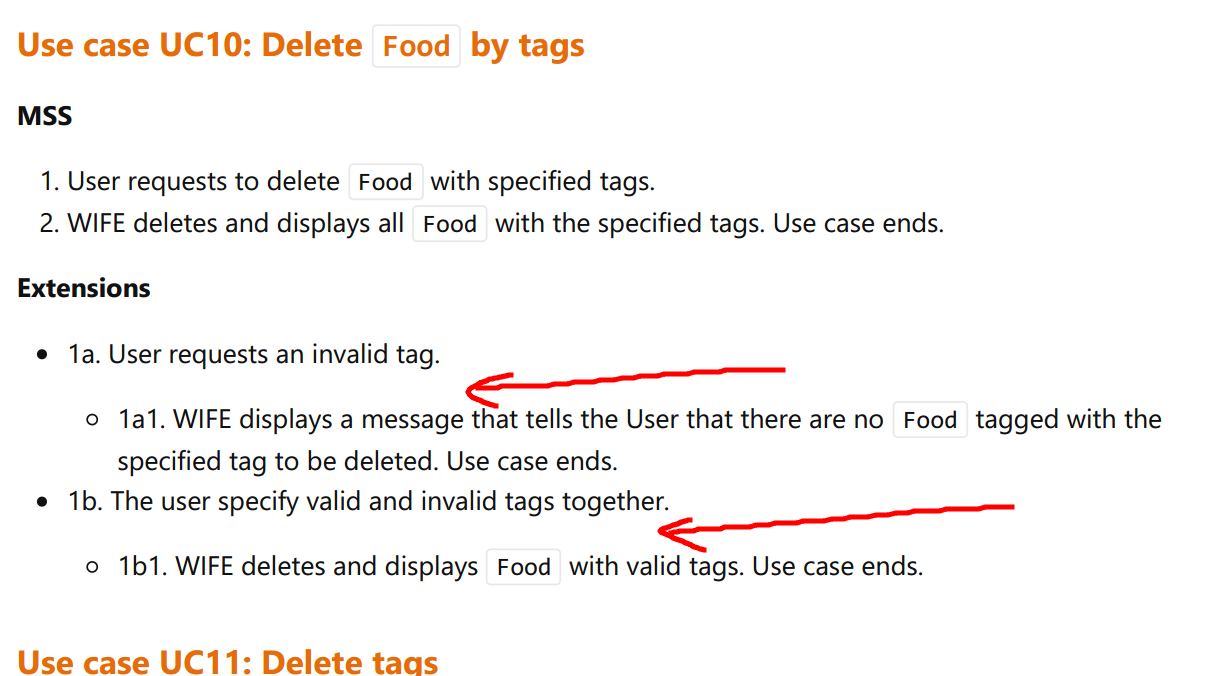 Use case UC10: Delete Food by tags
MSS
1. User requests to delete Food with specified tags.
2. WIFE deletes and displays all Food with the specified tags. Use case ends.
Extensions
• 1a. User requests an invalid tag.
○ 1a1. WIFE displays a message that tells the User that there are no Food tagged with the
specified tag to be deleted. Use case ends.
• 1b. The user specify valid and invalid tags together.
○ 1b1. WIFE deletes and displays Food with valid tags. Use case ends.
Use case UC11: Delete tags